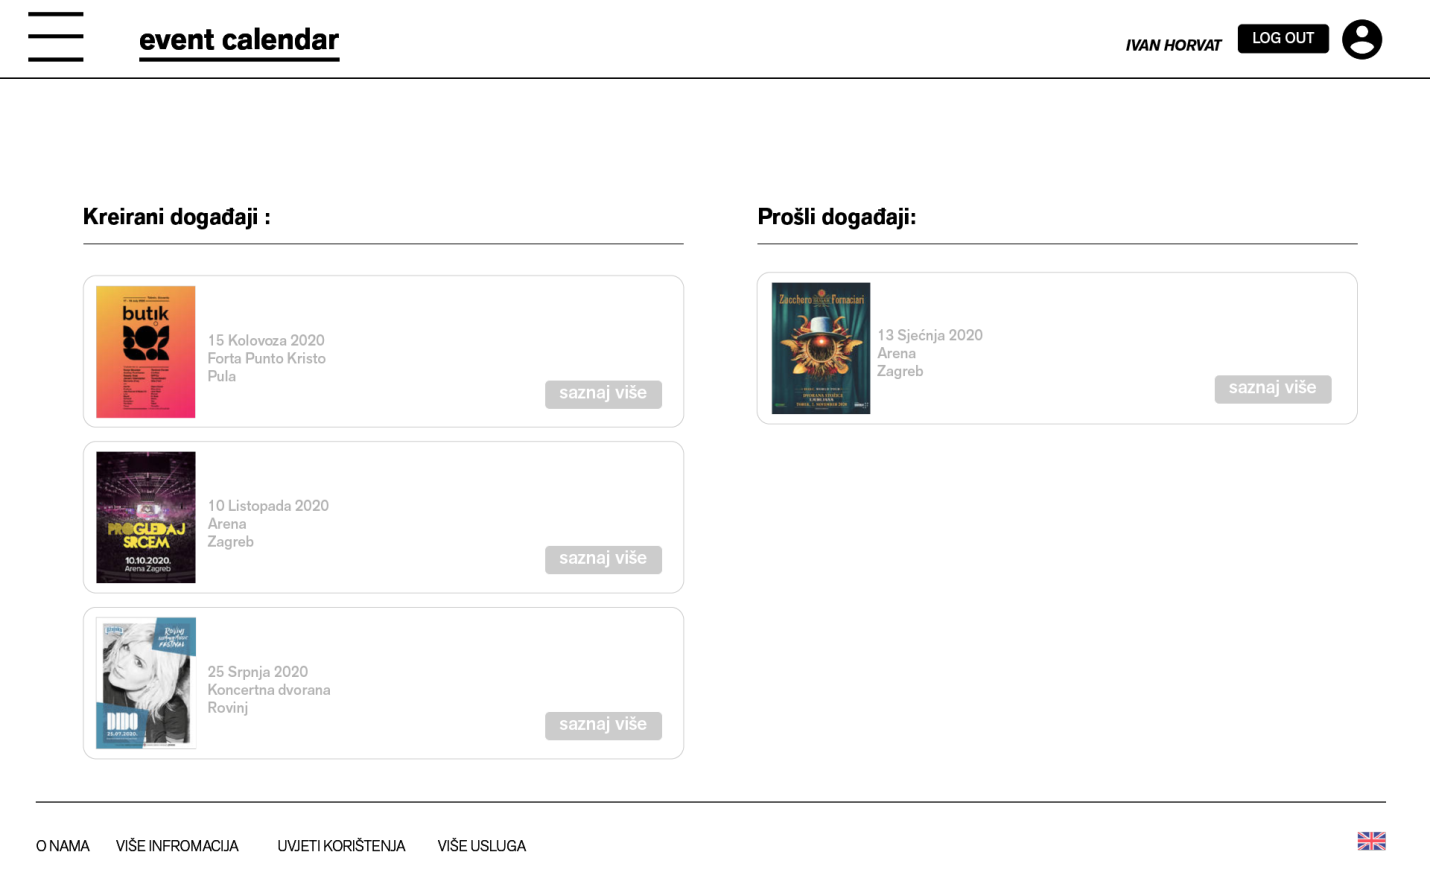 event calendar
IVAN HORVAT
LOG OUT
Kreirani događaji :
butik
15 Kolovoza 2020
Forta Punto Kristo
Pula
saznaj više
PROGLEDAJ
SRCEM
10.10.2020.
Arena Zagreb
10 Listopada 2020
Arena
Zagreb
saznaj više
DIDO
25.07.2020.
25 Srpnja 2020
Koncertna dvorana
Rovinj
saznaj više
Prošli događaji:
Zucchero Fornaciari
13 Sjećnja 2020
Arena
Zagreb
saznaj više
O NAMA
VIŠE INFROMACIJA
UVJETI KORIŠTENJA
VIŠE USLUGA